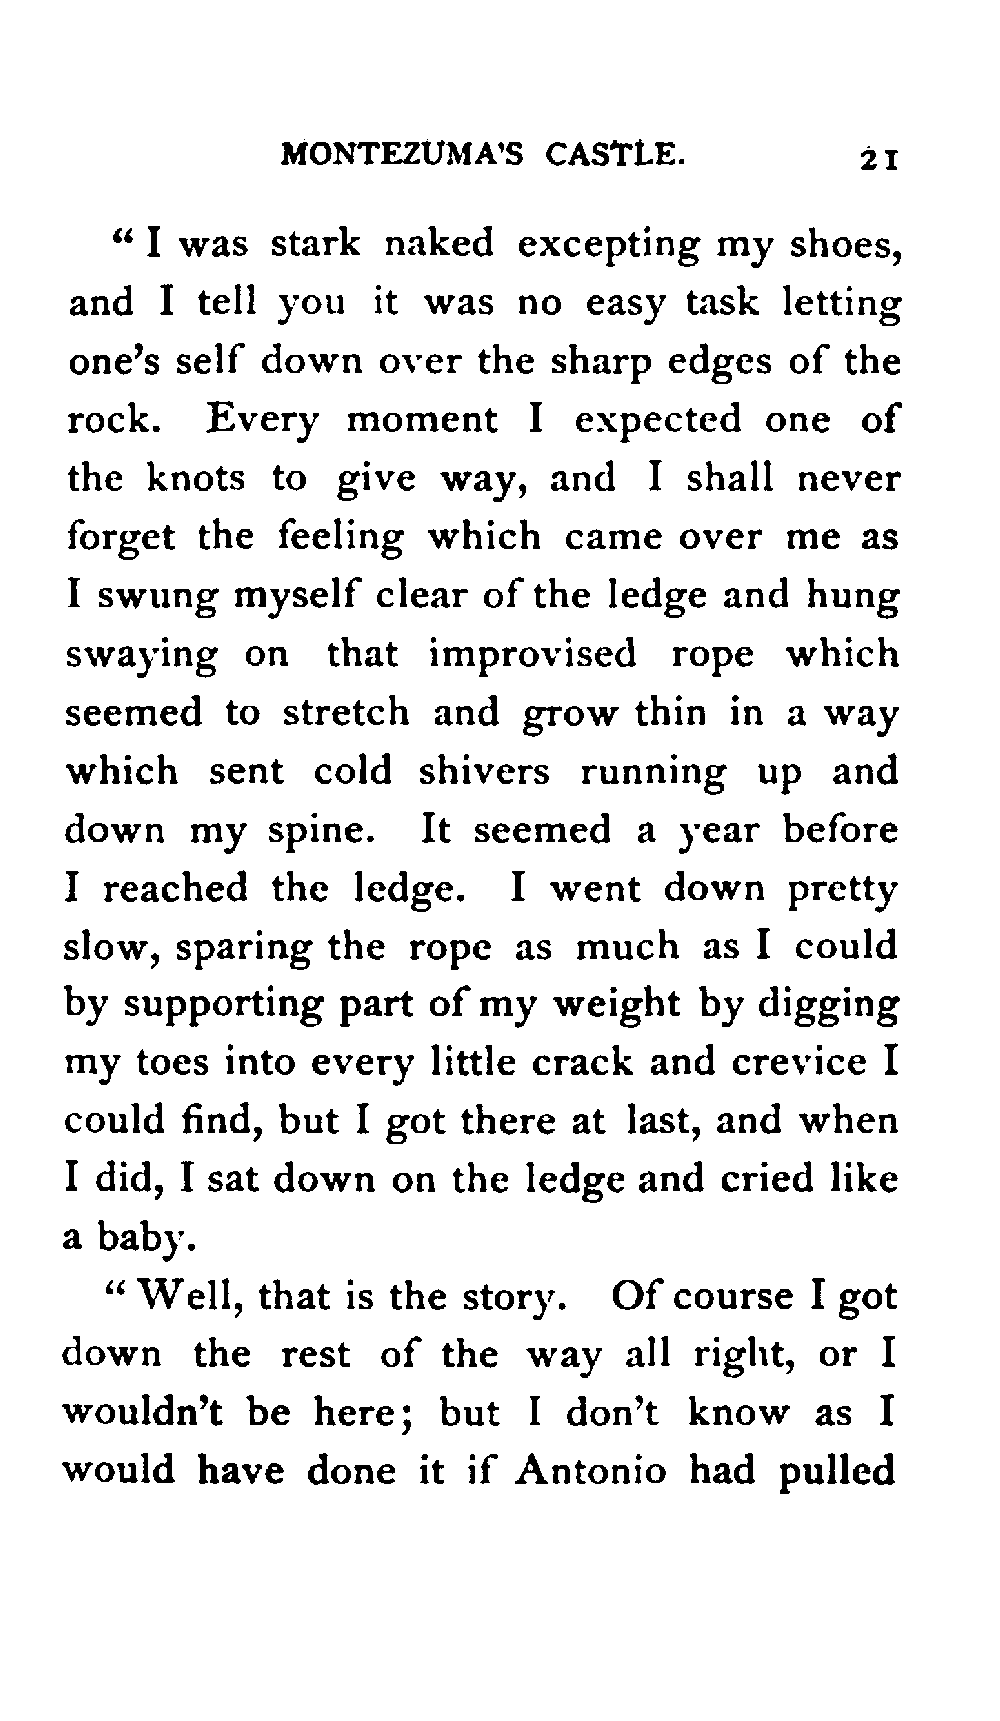 MONTEZUMA'S CASTLE. 21
“ I was stark naked excepting my shoes,
and I tell you it was no easy task letting
one's self down over the sharp edges of the
rock. Every moment I expected one of
the knots to give way, and I shall never
forget the feeling which came over me as
I swung myself clear of the ledge and hung
swaying on that improvised rope which
seemed to stretch and grow thin in a way
which sent cold shivers running up and
down my spine. It seemed a year before
I reached the ledge. I went down pretty
slow, sparing the rope as much as I could
by supporting part of my weight by digging
my toes into every little crack and crevice I
could find, but I got there at last, and when
I did, I sat down on the ledge and cried like
a baby.
“ Well, that is the story. Of course I got
down the rest of the way all right, or I
wouldn't be here; but I don't know as I
would have done it if Antonio had pulled